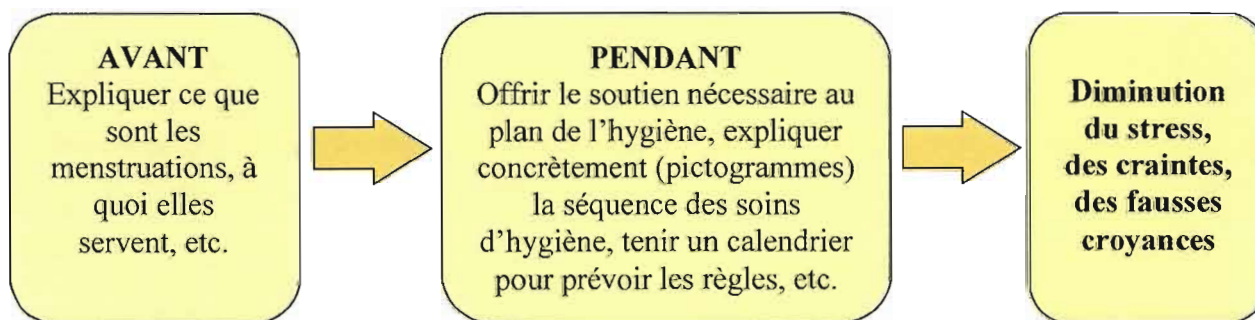 AVANT
Expliquer ce que
sont les
menstruations, à
quoi elles
servent, etc.
PENDANT
Offrir le soutien nécessaire au
plan de l’hygiène, expliquer
concrètement (pictogrammes)
la séquence des soins
d’hygiène, tenir un calendrier
pour prévoir les règles, etc.
Diminution
du stress,
des craintes,
des fausses
croyances